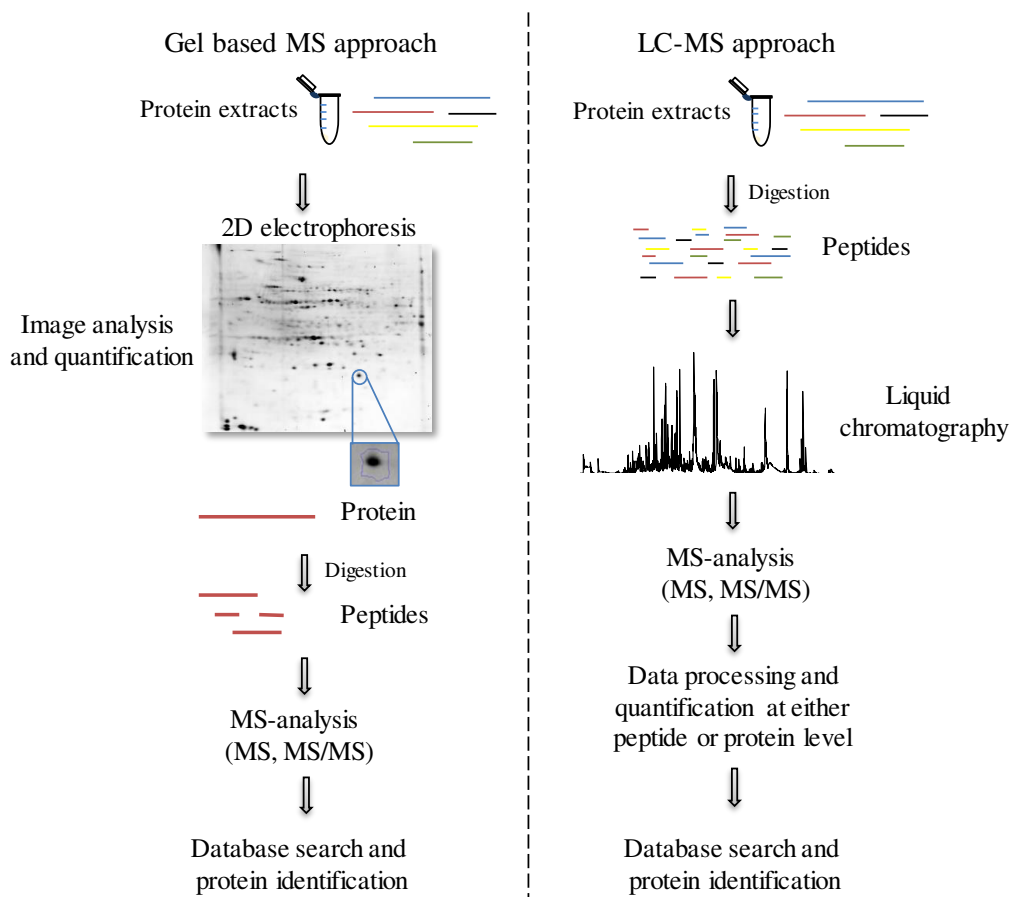 Gel based MS approach
Protein extracts
2D electrophoresis
Image analysis
and quantification
Protein
Digestion
Peptides
MS-analysis
(MS, MS/MS)
Database search and
protein identification
LC-MS approach
Protein extracts
Digestion
Peptides
Liquid
chromatography
MS-analysis
(MS, MS/MS)
Data processing and
quantification at either
peptide or protein level
Database search and
protein identification